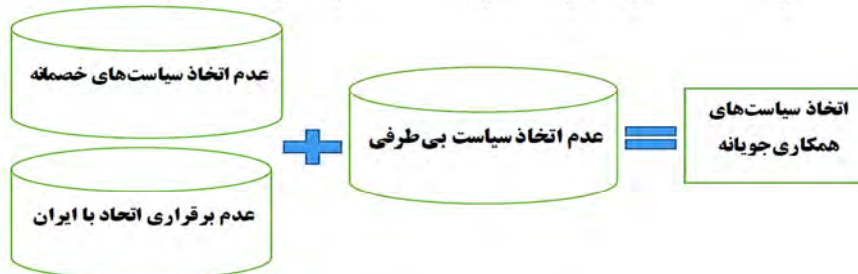 عدم اتخاذ سیاست‌های خصمانه
عدم برقراری اتحاد با ایران
عدم اتخاذ سیاست بی‌طرفی
اتخاذ سیاست‌های
همکاری‌جویانه